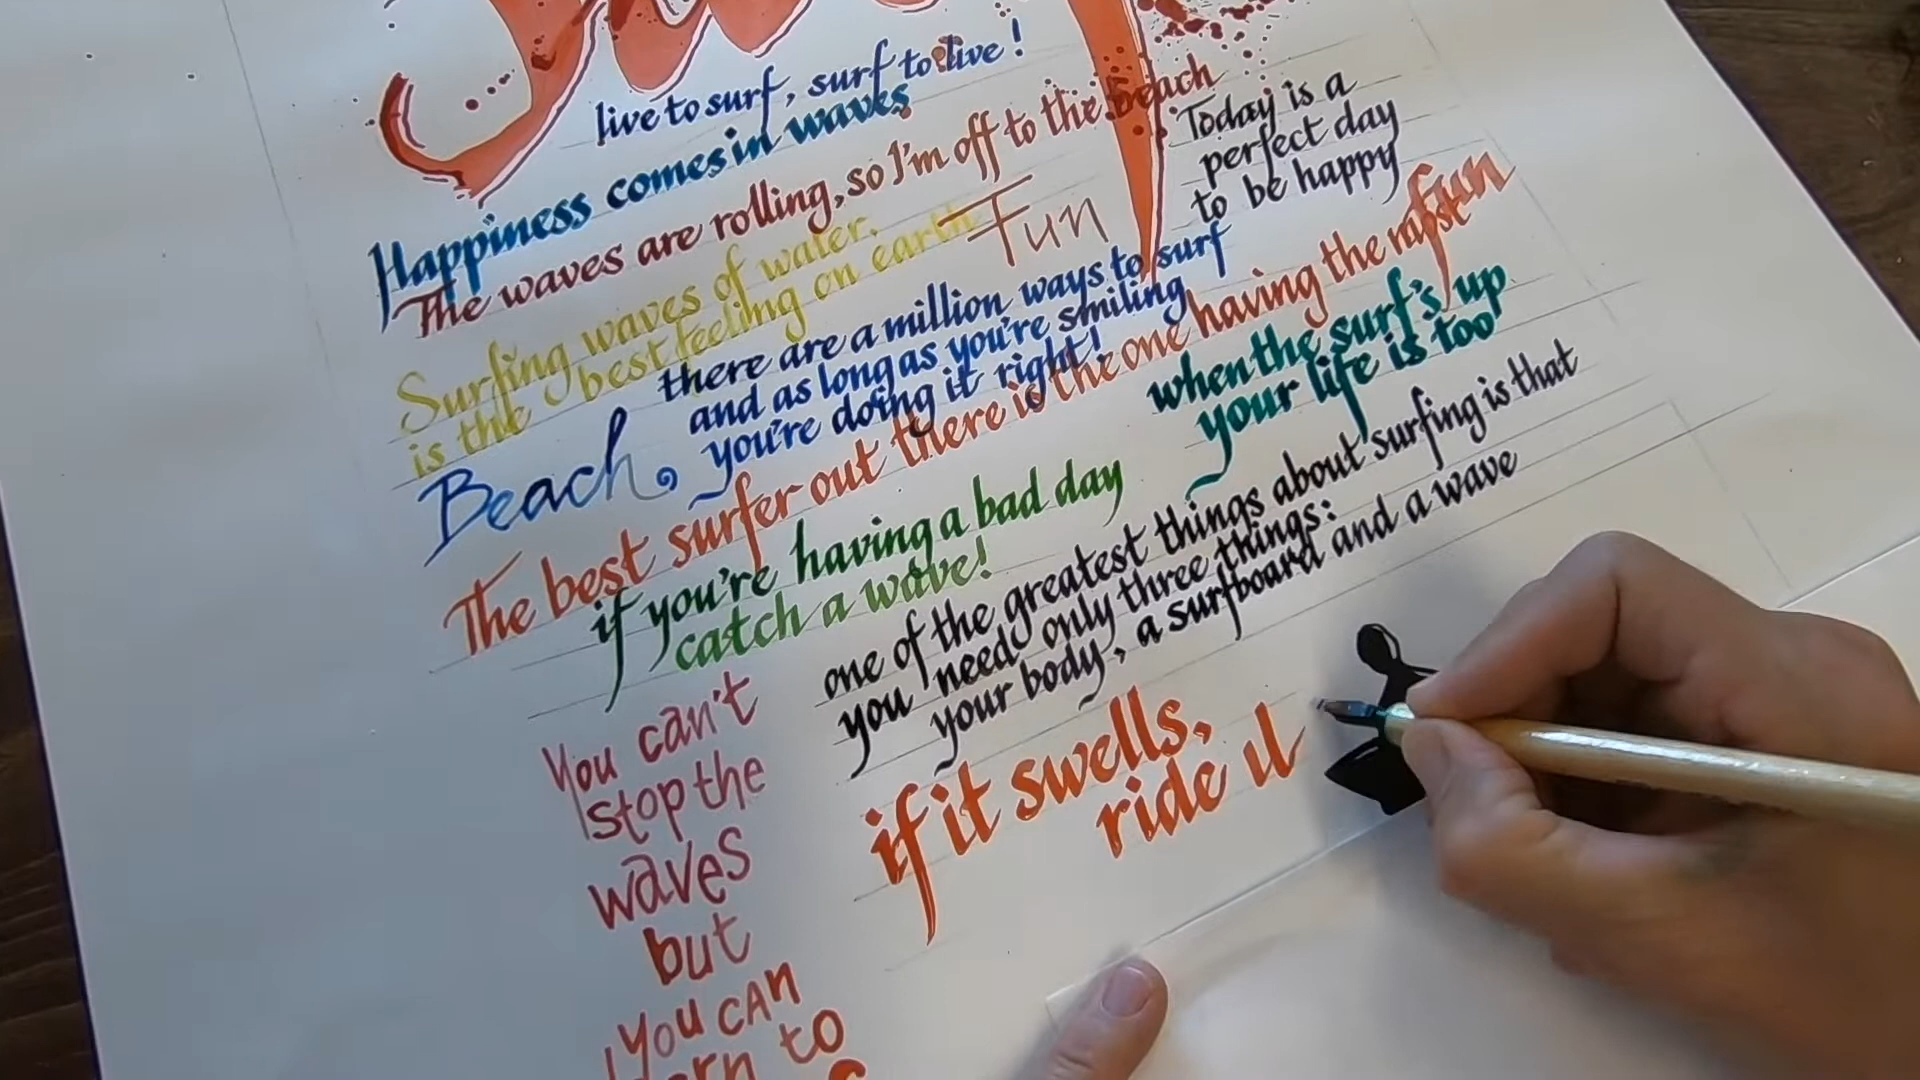 live to surf, surf to live!
Happiness comes in waves
The waves are rolling, so I'm off to the beach
Today is a
perfect day
to be happy
Surfing waves of water.
is the best feeling on earth
Fun
there are a million ways to surf
and as long as you're smiling
you're doing it right!
Beach,
The best surfer out there is the one having the most fun
when the surf's up
your life is too
if you're having a bad day
catch a wave!
one of the greatest things about surfing is that
you need only three things:
your body, a surfboard and a wave
if it swells,
ride
You can't
stop the
waves
but
you can
to